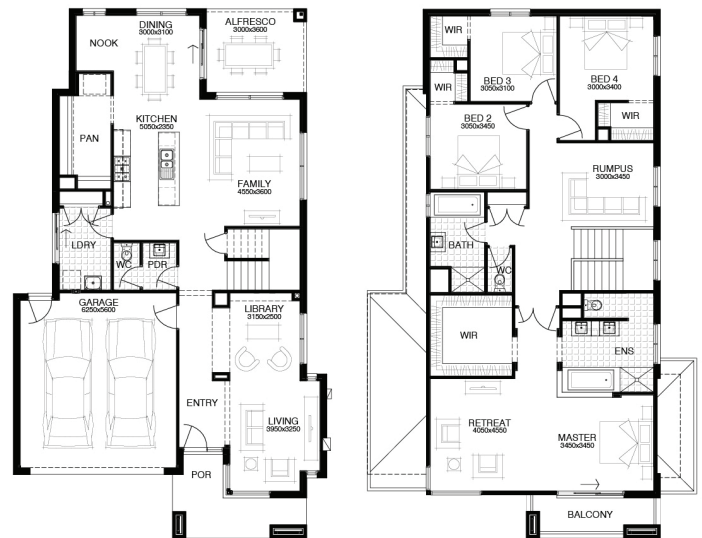 DINING
3000x3100
ALFRESCO
3000x3600
NOOK
KITCHEN
5050x2350
PAN
FAMILY
4550x3600
LDRY
WC
PDR
GARAGE
6250x5600
LIBRARY
3150x2500
ENTRY
LIVING
3950x3250
POR
WIR
BED 3
3050x3100
BED 4
3000x3400
WIR
WIR
BED 2
3050x3450
RUMPUS
3000x3450
BATH
WC
WIR
ENS
RETREAT
4050x4550
MASTER
3450x3450
BALCONY